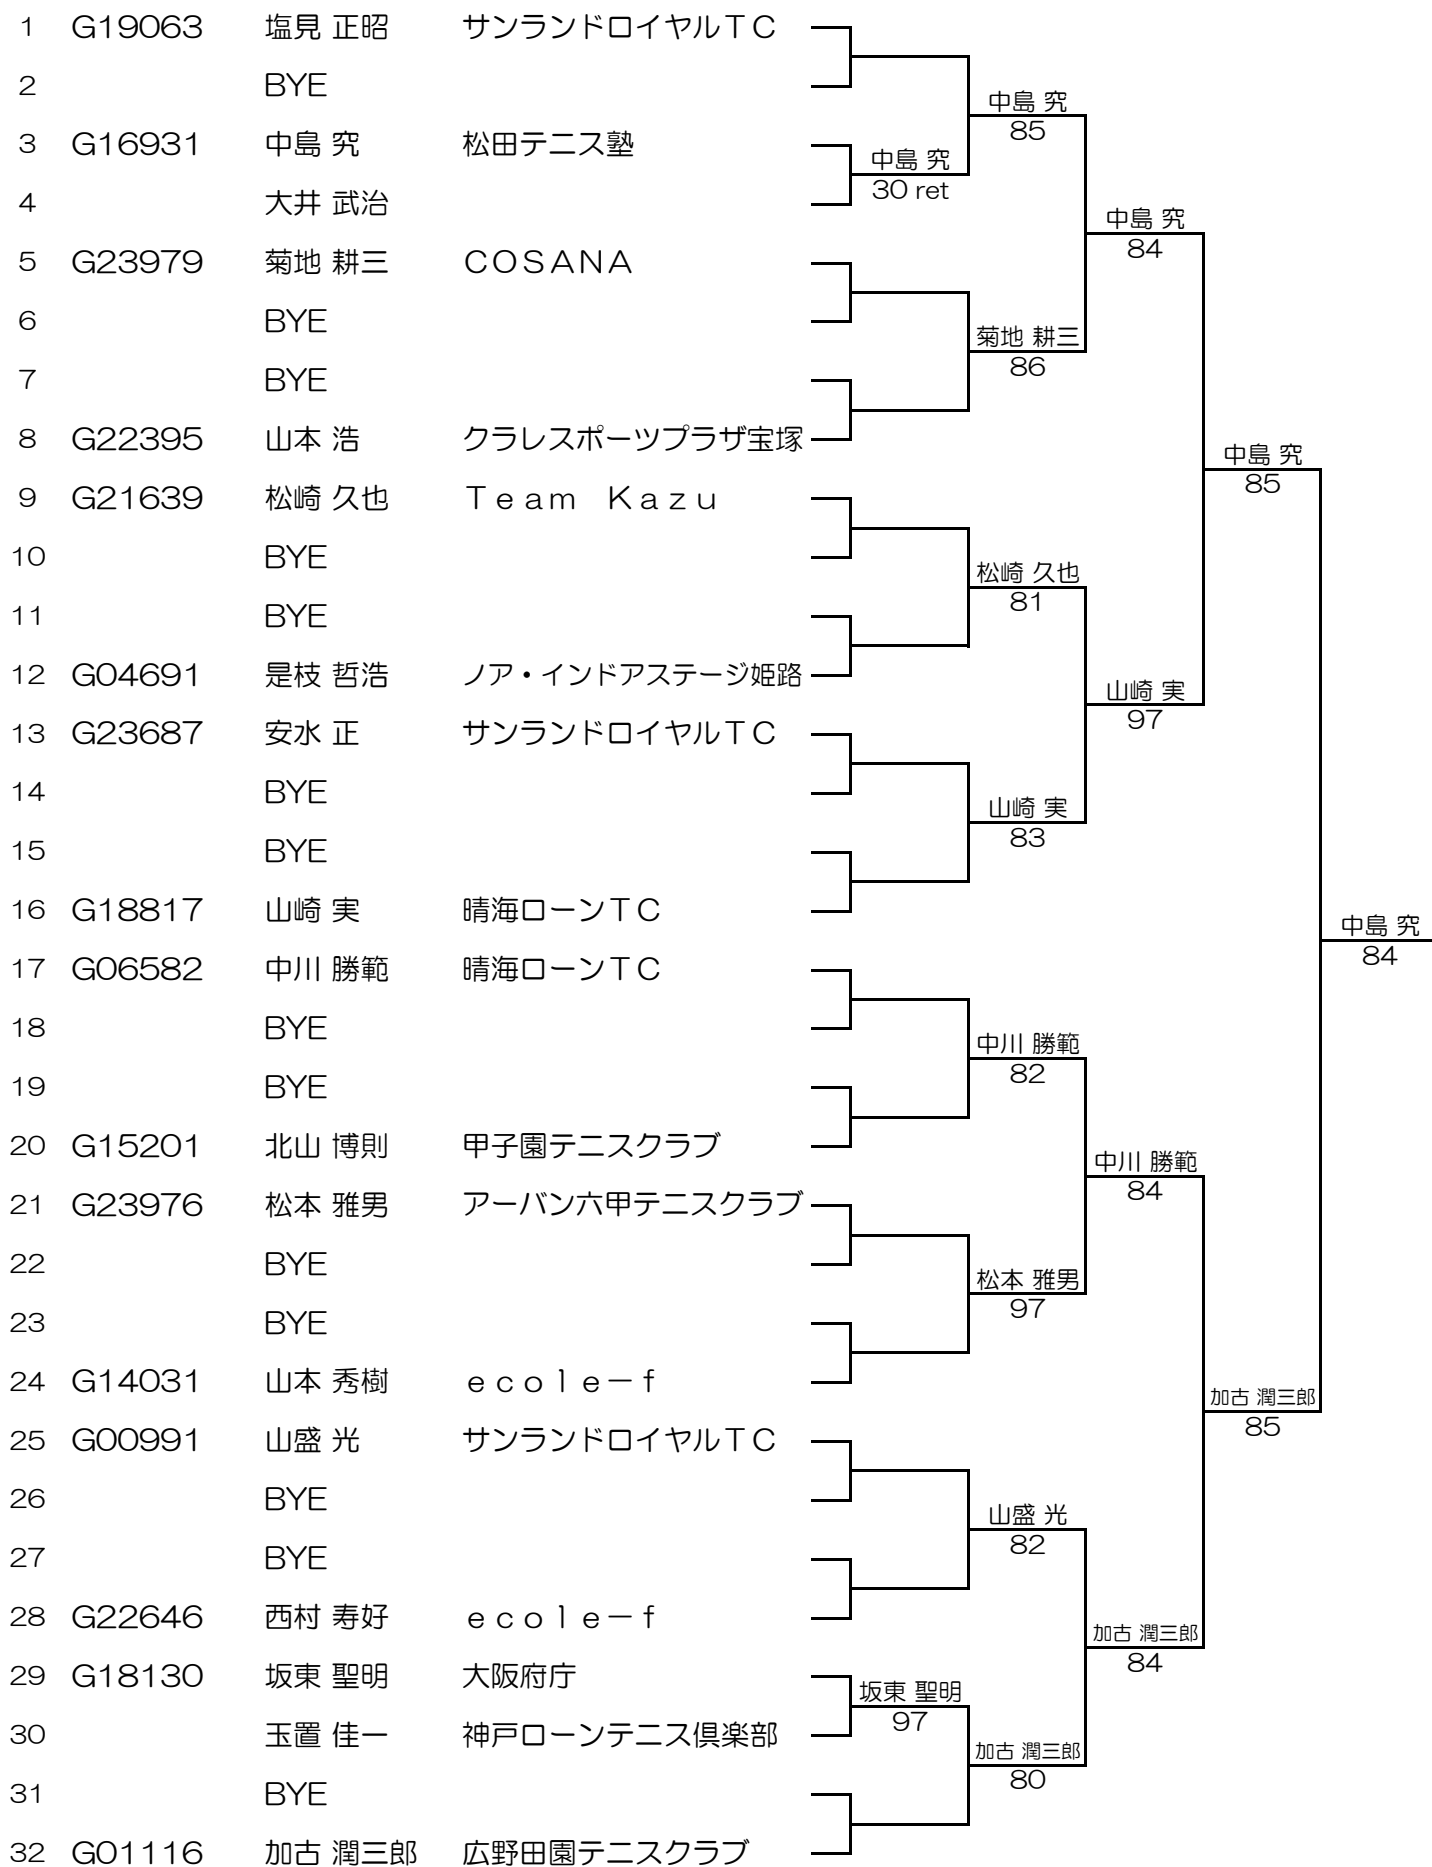 1 G19063 塩見 正昭 サンランドロイヤルＴＣ
2 BYE
中島 究
85
3 G16931 中島 究 松田テニス塾
中島 究
30 ret
4 大井 武治
中島 究
84
5 G23979 菊地 耕三 ＣＯＳＡＮＡ
6 BYE
菊地 耕三
86
7 BYE
8 G22395 山本 浩 クラレスポーツプラザ宝塚
中島 究
85
9 G21639 松崎 久也 Ｔｅａｍ　Ｋａｚｕ
10 BYE
松崎 久也
81
11 BYE
12 G04691 是枝 哲浩 ノア・インドアステージ姫路
山崎 実
97
13 G23687 安水 正 サンランドロイヤルＴＣ
14 BYE
山崎 実
83
15 BYE
16 G18817 山崎 実 晴海ローンＴＣ
中島 究
84
17 G06582 中川 勝範 晴海ローンＴＣ
18 BYE
中川 勝範
82
19 BYE
20 G15201 北山 博則 甲子園テニスクラブ
中川 勝範
84
21 G23976 松本 雅男 アーバン六甲テニスクラブ
22 BYE
松本 雅男
97
23 BYE
24 G14031 山本 秀樹 ｅｃｏｌｅ－ｆ
加古 潤三郎
85
25 G00991 山盛 光 サンランドロイヤルＴＣ
26 BYE
山盛 光
82
27 BYE
28 G22646 西村 寿好 ｅｃｏｌｅ－ｆ
加古 潤三郎
84
29 G18130 坂東 聖明 大阪府庁
坂東 聖明
97
30 玉置 佳一 神戸ローンテニス倶楽部
加古 潤三郎
80
31 BYE
32 G01116 加古 潤三郎 広野田園テニスクラブ